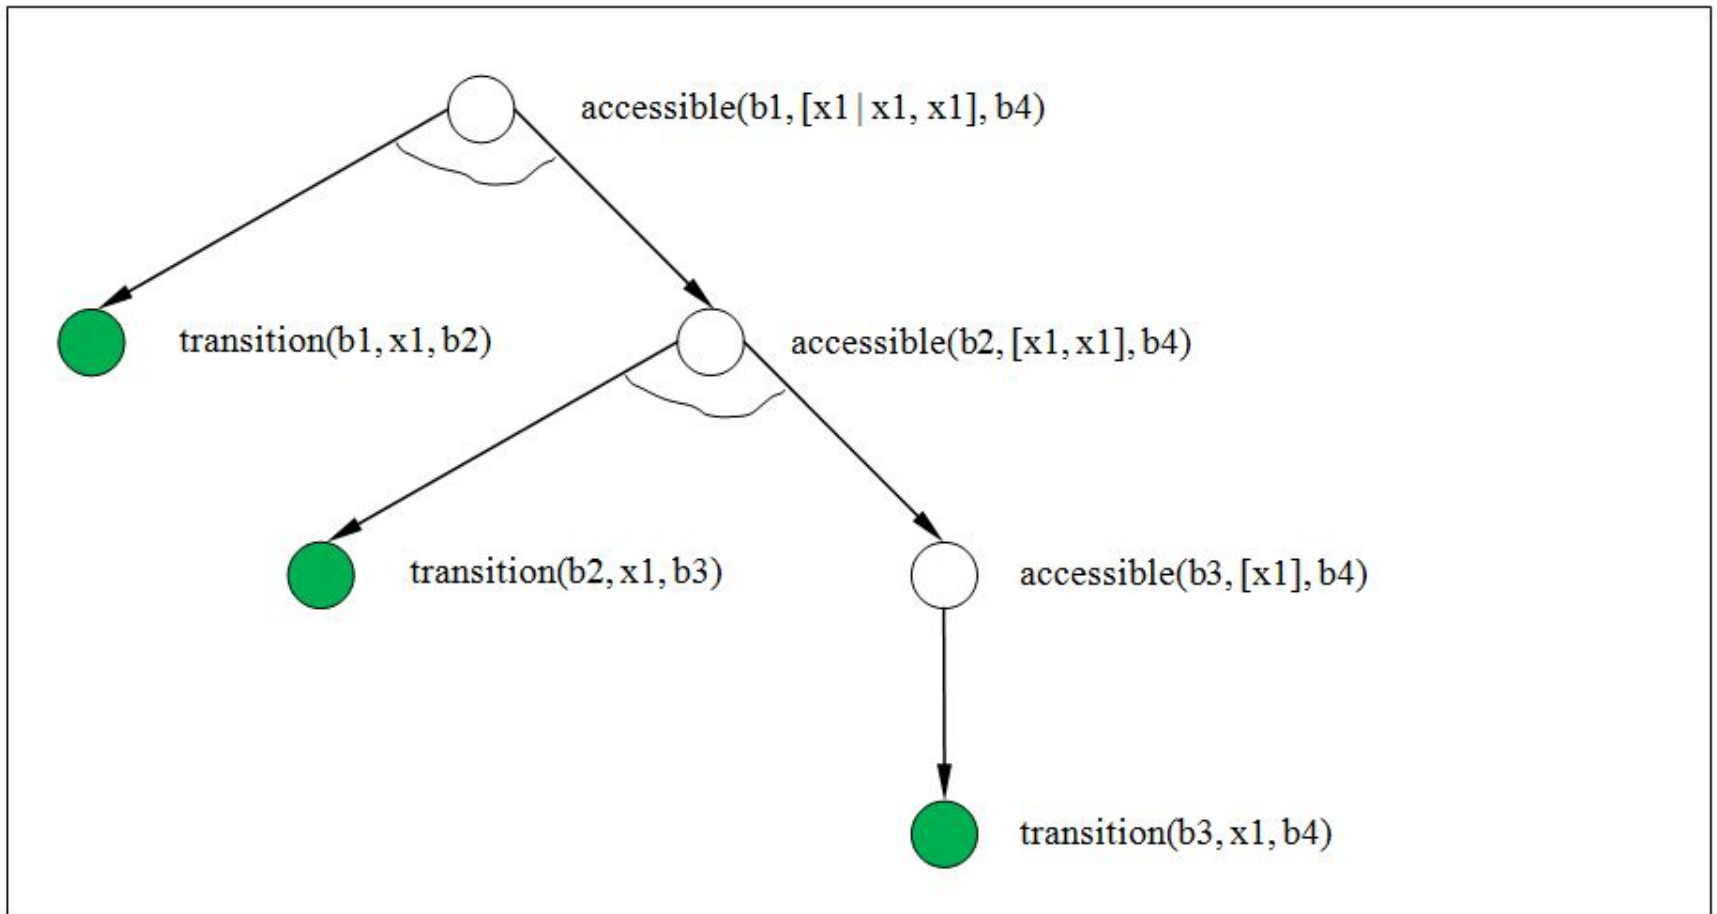 accessible(b1, [x1 | x1, x1], b4)
transition(b1, x1, b2)
accessible(b2, [x1, x1], b4)
transition(b2, x1, b3)
accessible(b3, [x1], b4)
transition(b3, x1, b4)